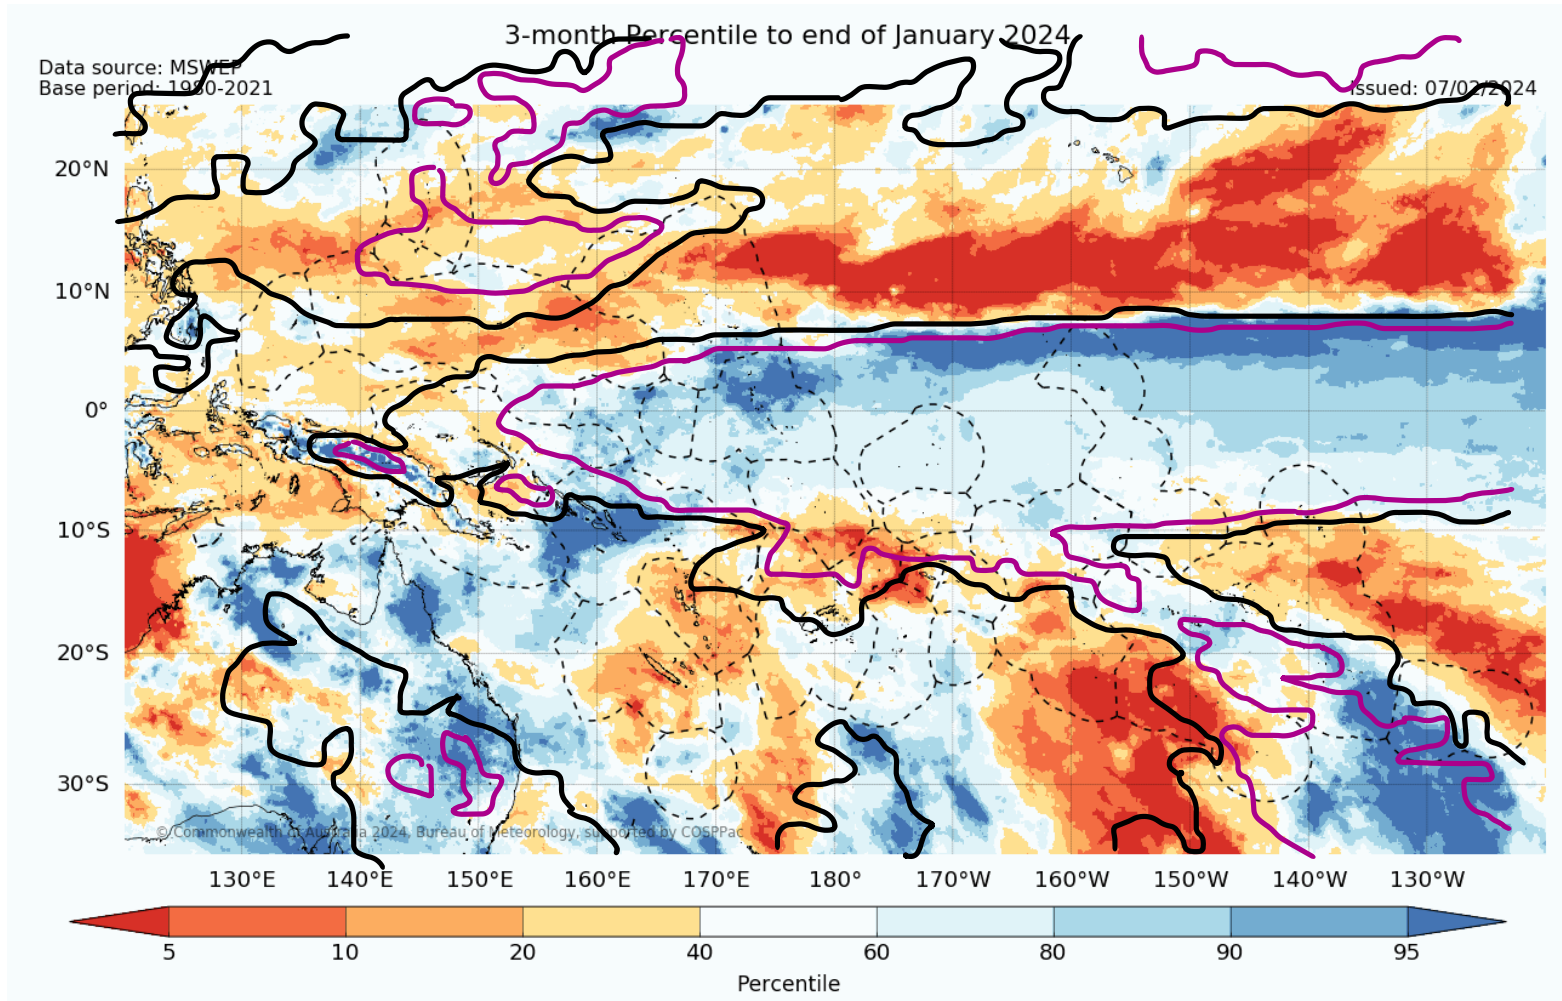 3-month Percentile to end of January 2024
Data source: MSWEP
Base period: 1980-2021
Issued: 07/02/2024
20°N
10°N
0°
10°S
20°S
30°S
© Commonwealth of Australia 2024, Bureau of Meteorology, supported by COSPPac
130°E 140°E 150°E 160°E 170°E 180° 170°W 160°W 150°W 140°W 130°W
5 10 20 40 60 80 90 95
Percentile